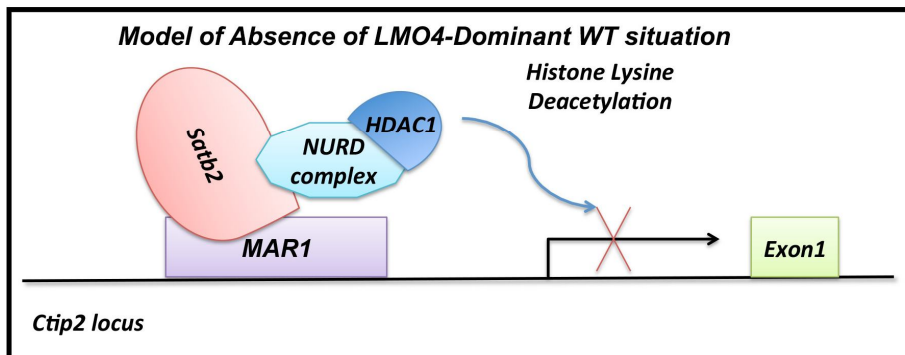 Model of Absence of LMO4-Dominant WT situation
Histone Lysine
Deacetylation
Satb2
NURD
complex
HDAC1
MAR1
Exon1
Ctip2 locus